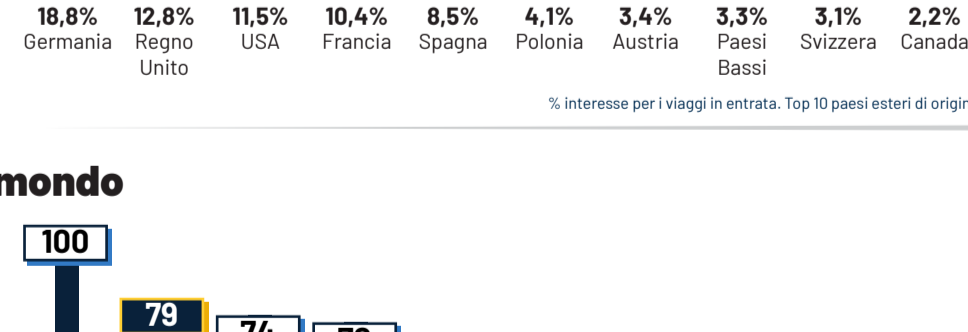 18,8% 12,8% 11,5% 10,4% 8,5% 4,1% 3,4% 3,3% 3,1% 2,2%
Germania Regno USA Francia Spagna Polonia Austria Paesi Svizzera Canada
Unito Bassi
% interesse per i viaggi in entrata. Top 10 paesi esteri di origin
mondo
100
79
74